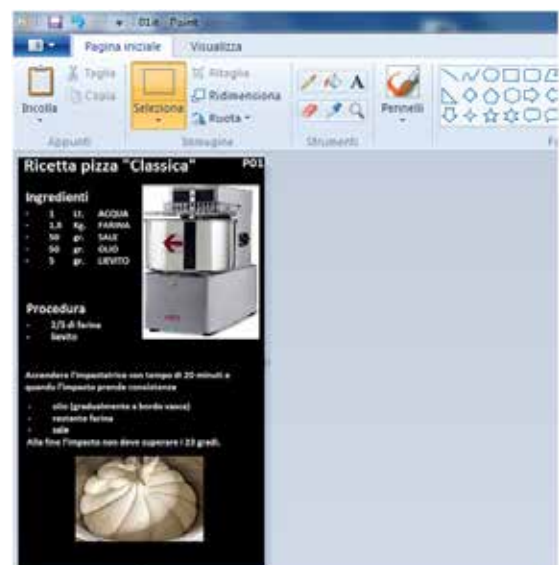 014 Paint
Pagina iniziale Visualizza
Incolla
Taglia
Copia
Appunti
Seleziona
Ritaglia
Ridimensiona
Ruota
Immagine
A
Strumenti
Pennelli
Ricetta pizza "Classica" P01
Ingredienti
- 1 Lt. ACQUA
- 1,8 Kg. FARINA
- 50 gr. SALE
- 50 gr. OLIO
- 5 gr. LIEVITO
Procedura
- 2/3 di farina
- lievito
Accendere l'impastatrice con tempo di 20 minuti e
quando l'impasto prende consistenza
- olio (gradualmente a bordo vasca)
- restante farina
- sale
Alla fine l'impasto non deve superare i 23 gradi.